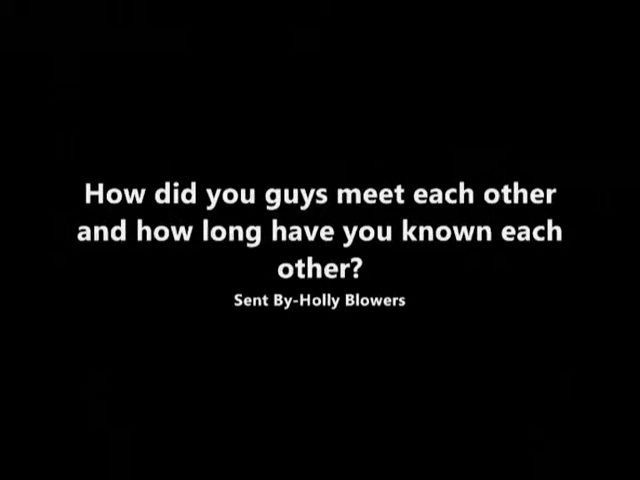 How did you guys meet each other
and how long have you known each
other?
Sent By-Holly Blowers